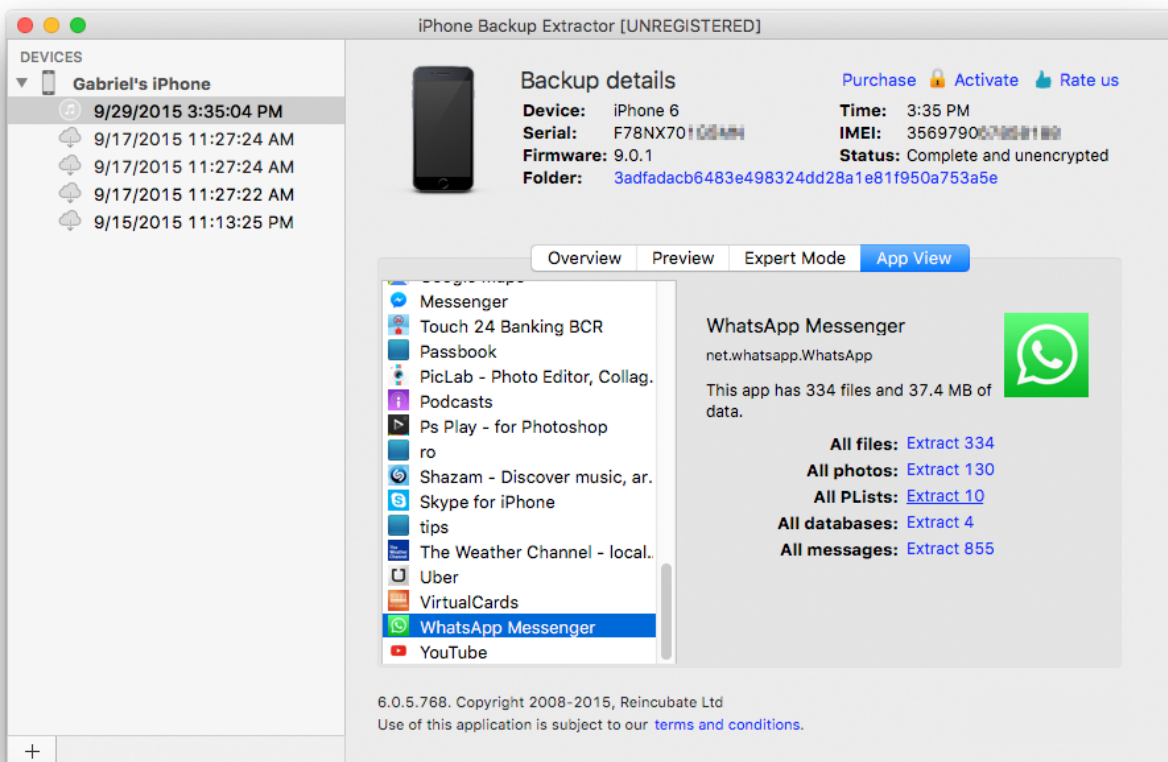 iPhone Backup Extractor [UNREGISTERED]
DEVICES
Gabriel's iPhone
9/29/2015 3:35:04 PM
9/17/2015 11:27:24 AM
9/17/2015 11:27:24 AM
9/17/2015 11:27:22 AM
9/15/2015 11:13:25 PM
Backup details
Purchase Activate Rate us
Device: iPhone 6
Time: 3:35 PM
Serial: F78NX70
IMEI: 3569790
Firmware: 9.0.1
Status: Complete and unencrypted
Folder: 3adfadacb6483e498324dd28a1e81f950a753a5e
Overview Preview Expert Mode App View
Messenger
Touch 24 Banking BCR
Passbook
PicLab - Photo Editor, Collag.
Podcasts
Ps Play - for Photoshop
ro
Shazam - Discover music, ar.
Skype for iPhone
tips
The Weather Channel - local..
Uber
VirtualCards
WhatsApp Messenger
YouTube
WhatsApp Messenger
net.whatsapp.WhatsApp
This app has 334 files and 37.4 MB of
data.
All files: Extract 334
All photos: Extract 130
All PLists: Extract 10
All databases: Extract 4
All messages: Extract 855
6.0.5.768. Copyright 2008-2015, Reincubate Ltd
Use of this application is subject to our terms and conditions.